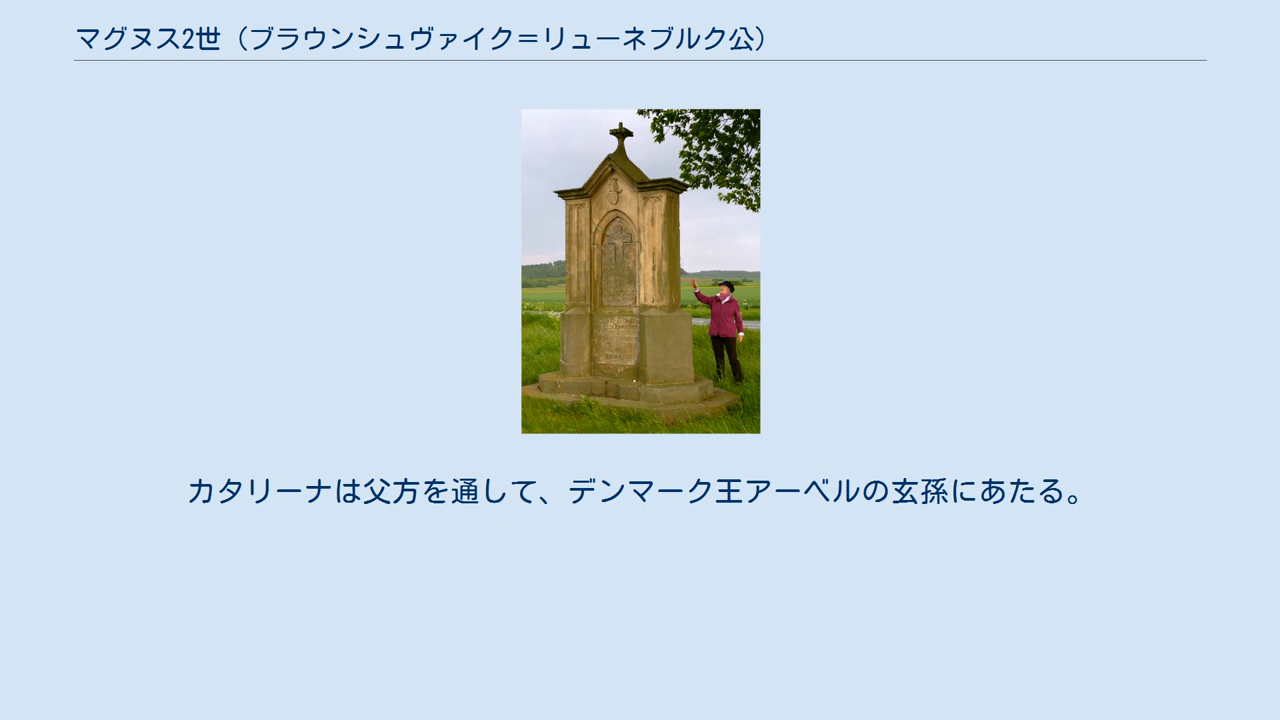 マグヌス2世（ブラウンシュヴァイク＝リューネブルク公）
カタリーナは父方を通して、デンマーク王アーベルの玄孫にあたる。